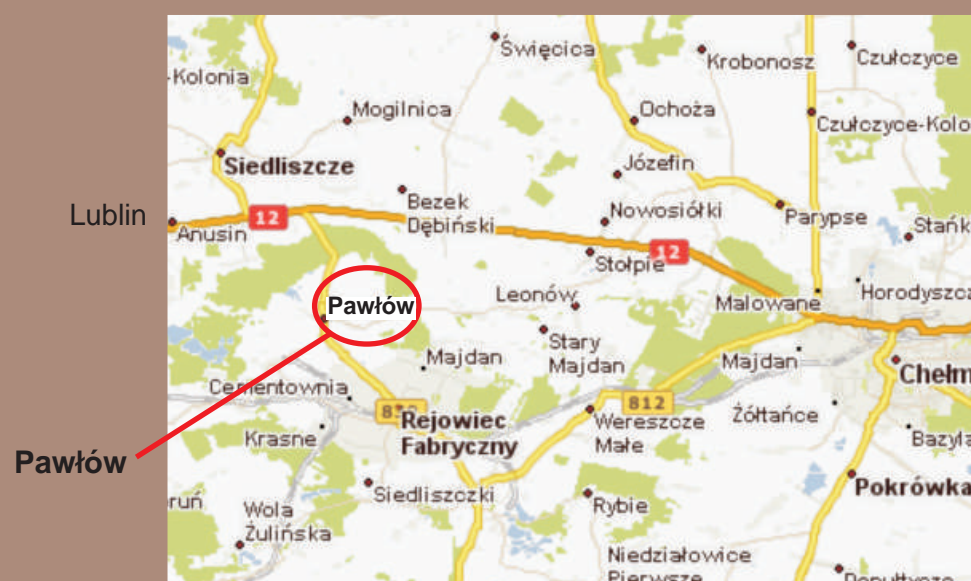 Święcica
Krobonosz
Czułczyce
-Kolonia
Mogilnica
Ochoża
Czułczyce-Kolo
Siedliszcze
Józefin
Bezek
Dębiński
Nowosiółki
Parypse
Lublin
12
Anusin
Stańk
12
Stołpie
Pawłów
Leonów
Malowane
Horodyszcz
Stary
Majdan
Majdan
Majdan
Chełm
Cementownia
812
Rejowiec
Fabryczny
Wereszcze
Małe
Żółtańce
Krasne
Bazyla
Pawłów
Siedliszczki
Pokrówka
ruń
Wola
Żulińska
Rybie
Niedziałowice
Pierwsze